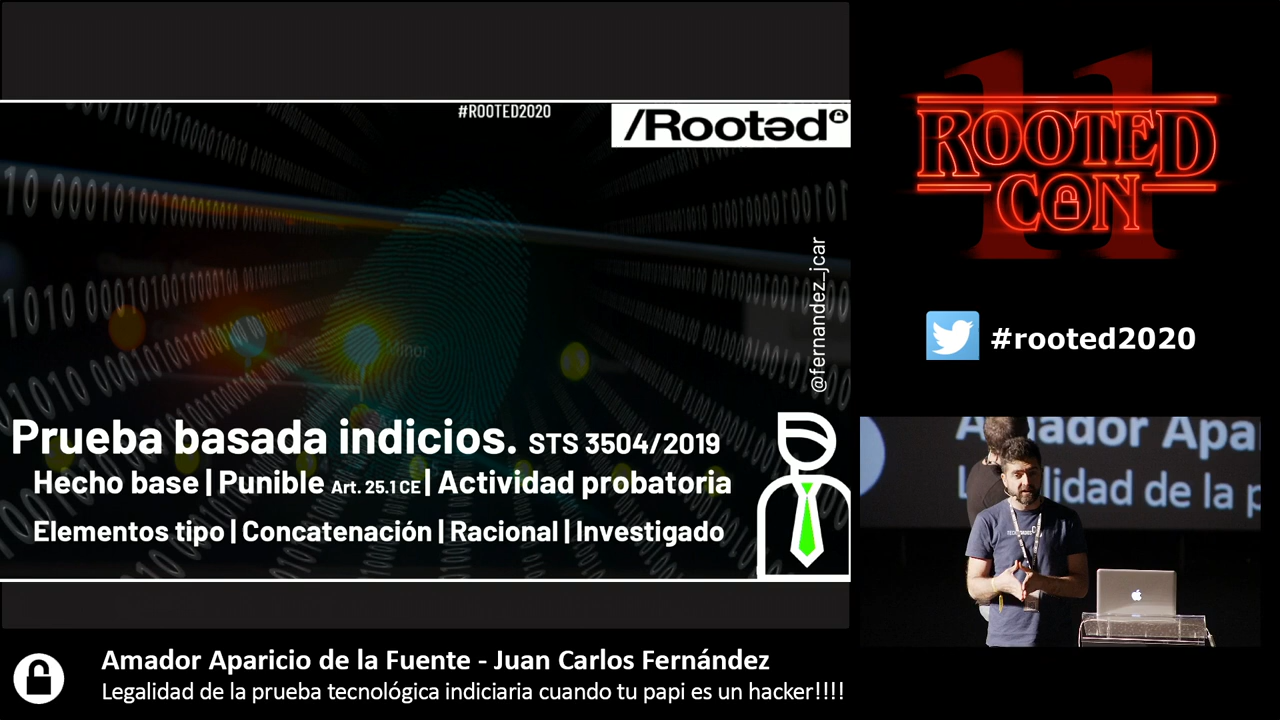 #ROOTED2020
/Rootedº
@fernandez_jcar
Prueba basada indicios. STS 3504/2019
Hecho base | Punible Art. 25.1 CE | Actividad probatoria
Elementos tipo | Concatenación | Racional | Investigado
11
ROOTED
CON
#rooted2020
Amador Apa
Legalidad de la p
Amador Aparicio de la Fuente - Juan Carlos Fernández
Legalidad de la prueba tecnológica indiciaria cuando tu papi es un hacker!!!!